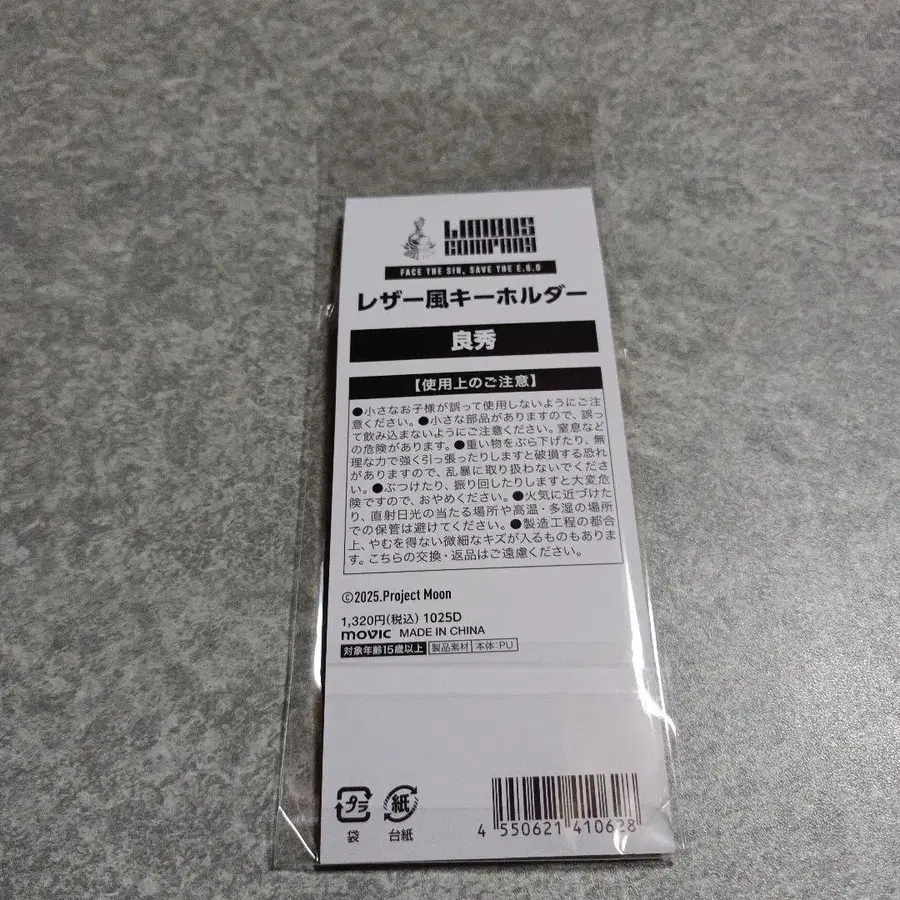 LIMBUS
COMPANY
FACE THE SIN, SAVE THE E.G.O
レザー風キーホルダー
良秀
【使用上のご注意】
●小さなお子様が誤って使用しないようにご注
意ください。●小さな部品がありますので、誤っ
て飲み込まないようにご注意ください。窒息など
の危険があります。●重い物をぶら下げたり、無
理な力で強く引っ張ったりしますと破損する恐れ
がありますので、乱暴に取り扱わないでくださ
い。●ぶつけたり、振り回したりしますと大変危
険ですので、おやめください。●火気に近づけた
り、直射日光の当たる場所や高温・多湿の場所
での保管は避けてください。●製造工程の都合
上、やむを得ない微細なキズが入るものもありま
す。こちらの交換・返品はご遠慮ください。
©2025.Project Moon
1,320円(税込) 1025D
movic MADE IN CHINA
対象年齢15歳以上 製品素材 本体:PU
プラ 紙
袋 台紙
4 550621 410628